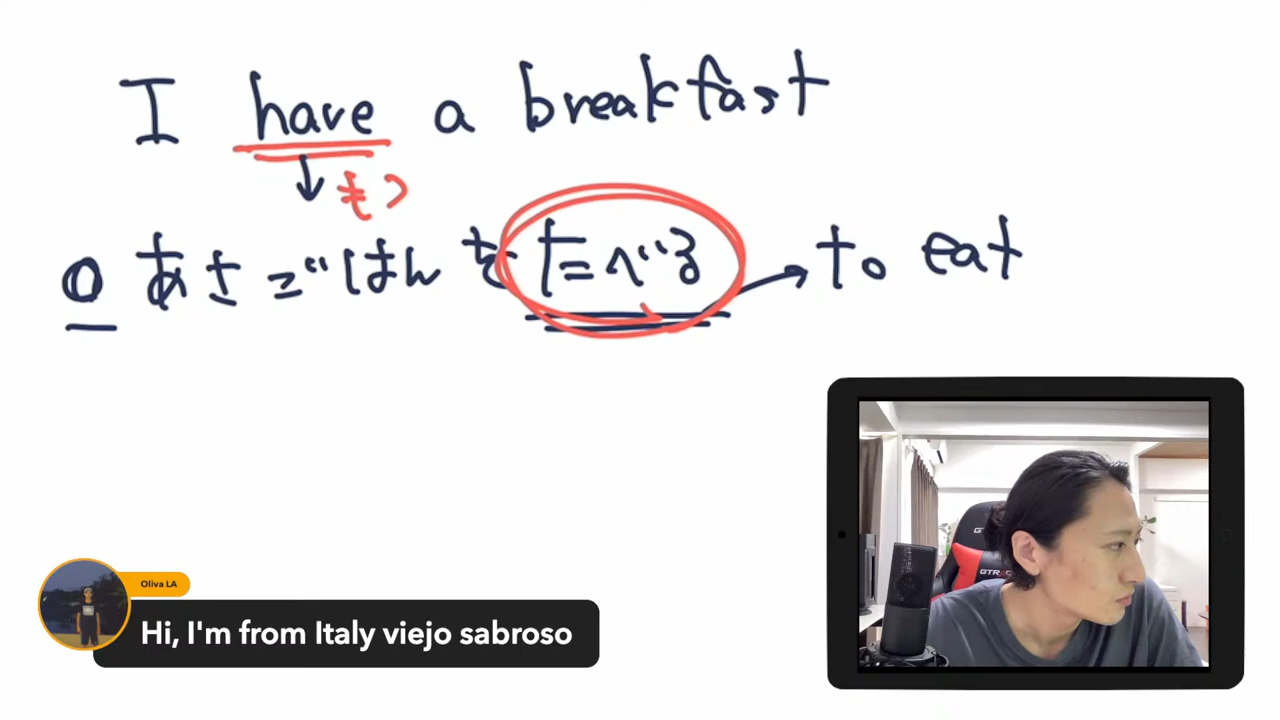 I have a breakfast
↓ もつ
O あさごはんをたべる → to eat
GTRAC
Oliva LA
Hi, I'm from Italy viejo sabroso